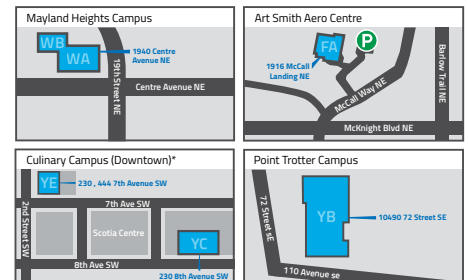 Mayland Heights Campus
WB
WA
1940 Centre
Avenue NE
19th Street NE
Centre Avenue NE
Art Smith Aero Centre
FA
P
1916 McCall
Landing NE
McCall Way NE
Barlow Trail NE
McKnight Blvd NE
Culinary Campus (Downtown)*
YE
230 , 444 7th Avenue SW
7th Ave SW
2nd Street SW
Scotia Centre
YC
8th Ave SW
230 8th Avenue SW
Point Trotter Campus
72 Street sE
YB
10490 72 Street SE
110 Avenue se